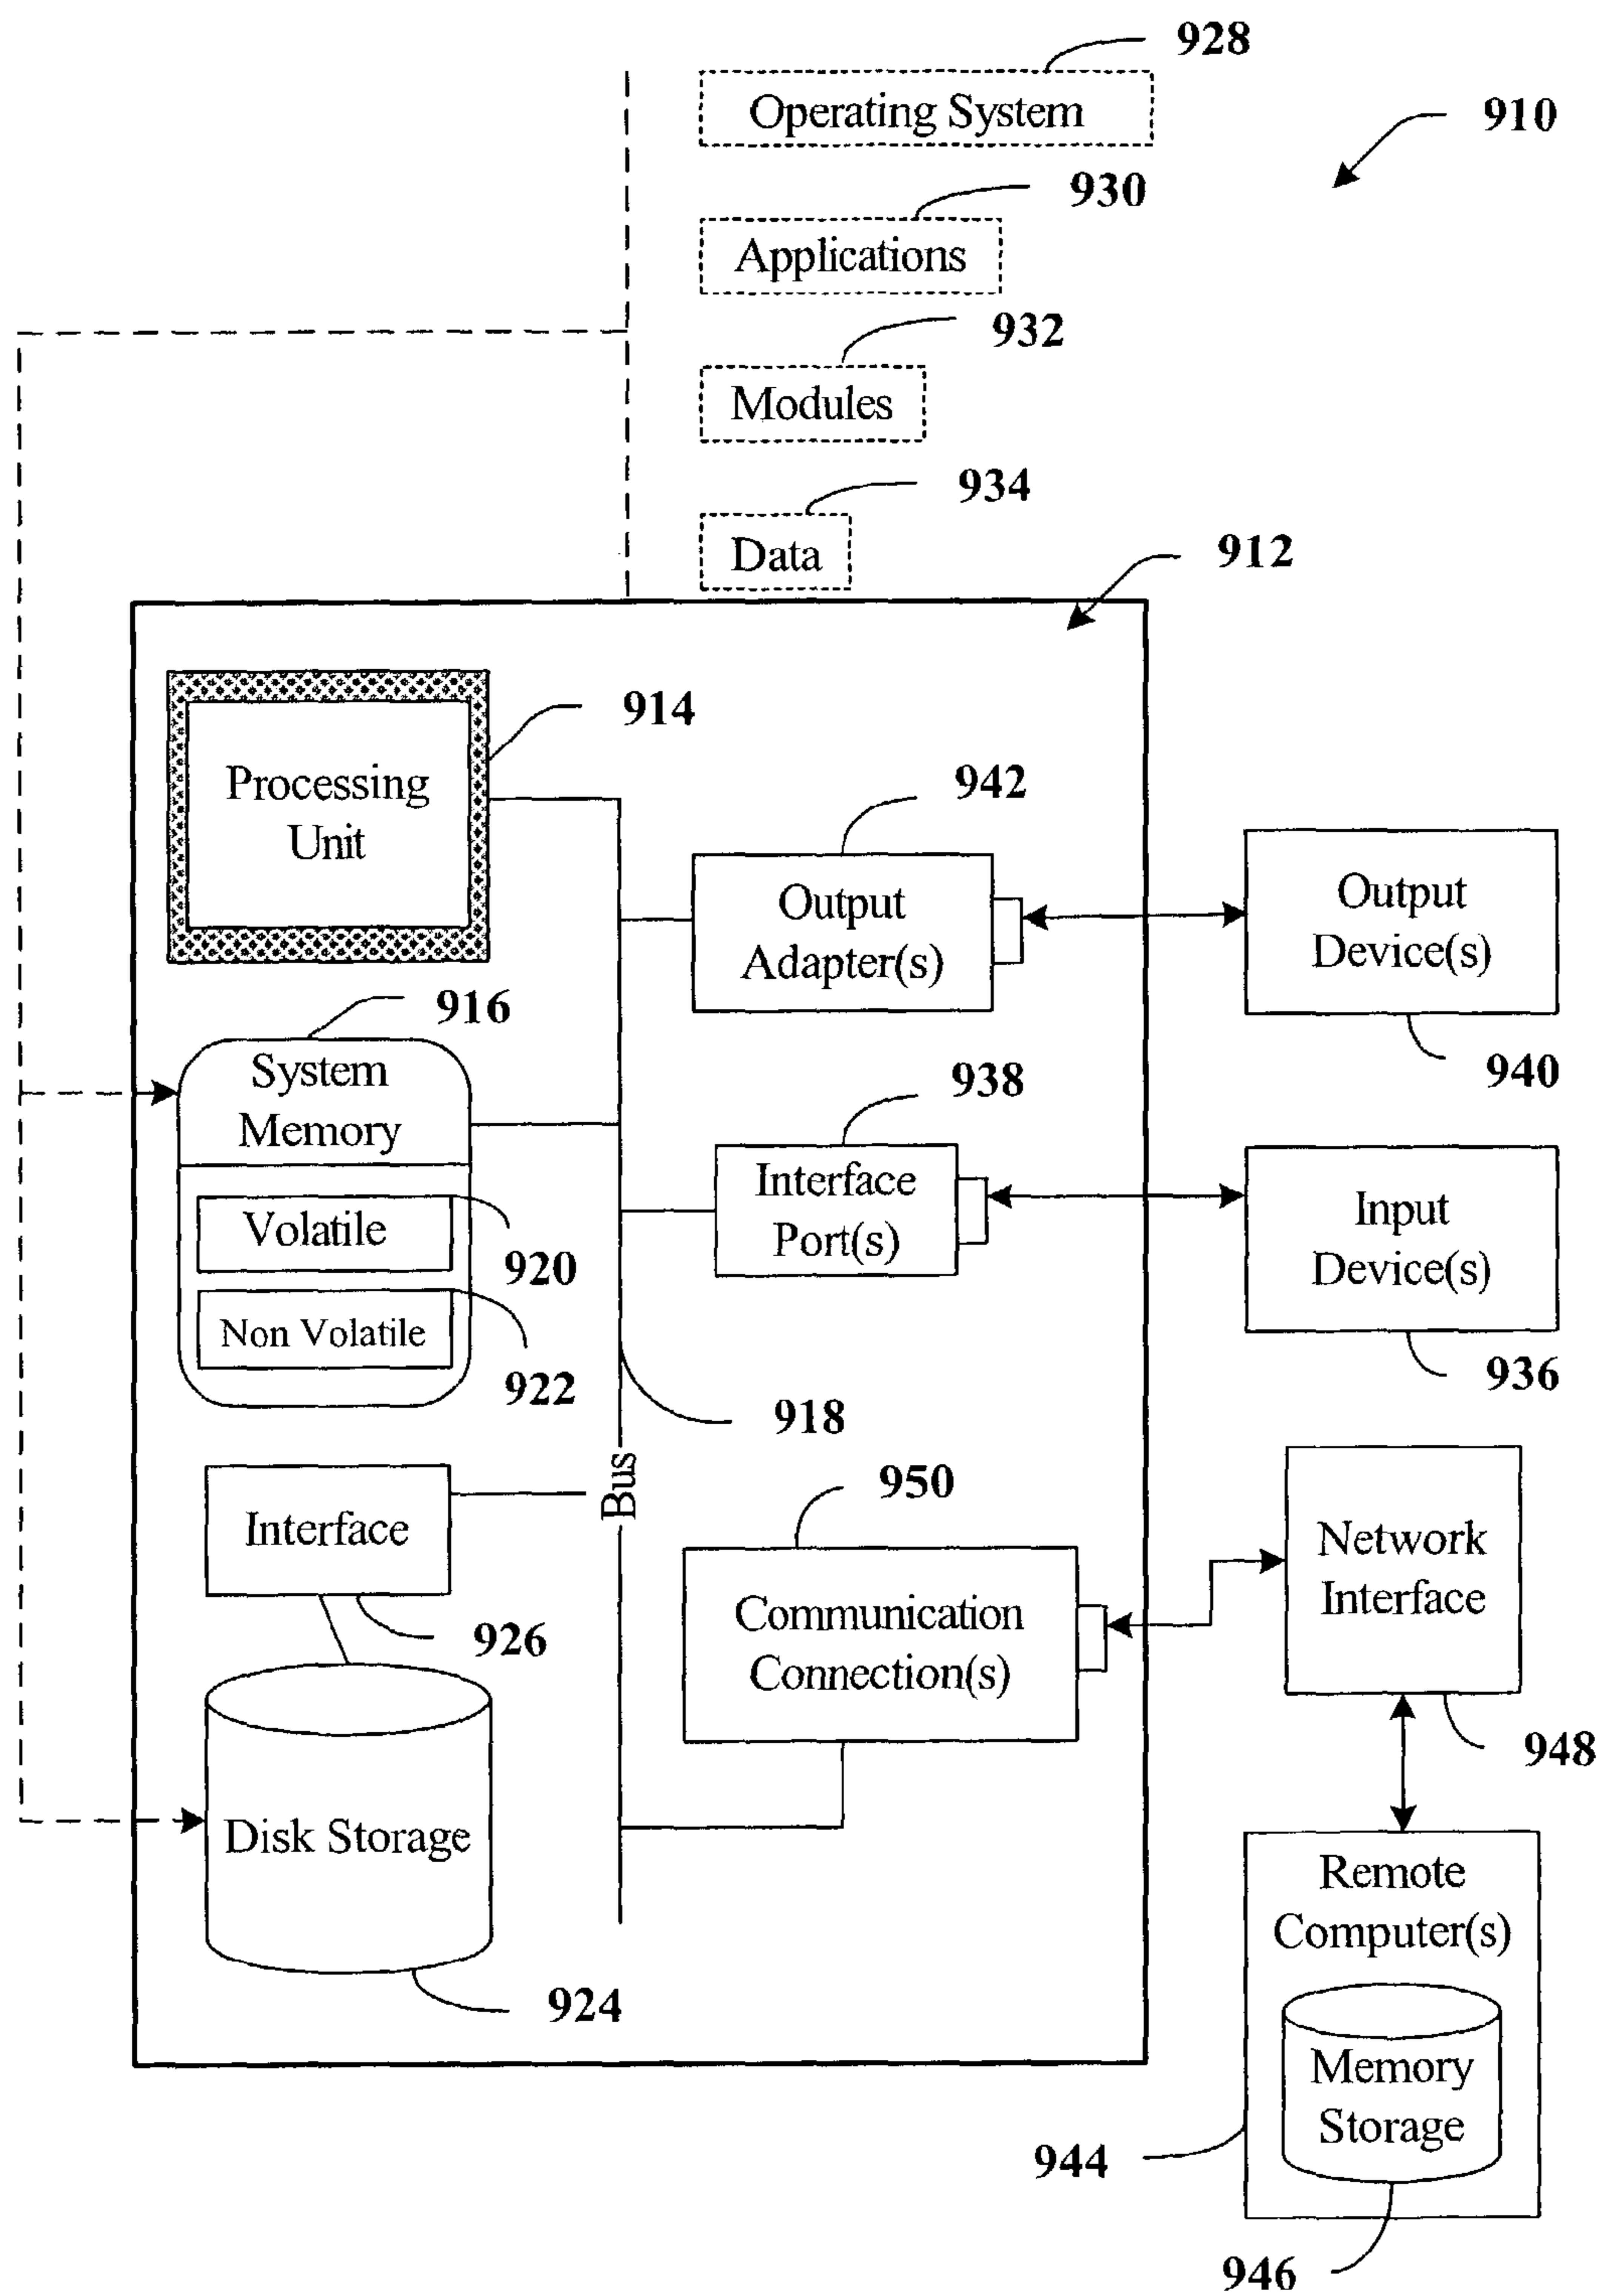 928
Operating System
910
930
Applications
932
Modules
934
Data
912
914
Processing
Unit
942
Output
Adapter(s)
Output
Device(s)
940
916
System
Memory
938
Interface
Port(s)
Input
Device(s)
936
Volatile
920
Non Volatile
922
918
Bus
950
Interface
926
Communication
Connection(s)
Network
Interface
948
Disk Storage
924
Remote
Computer(s)
Memory
Storage
944
946